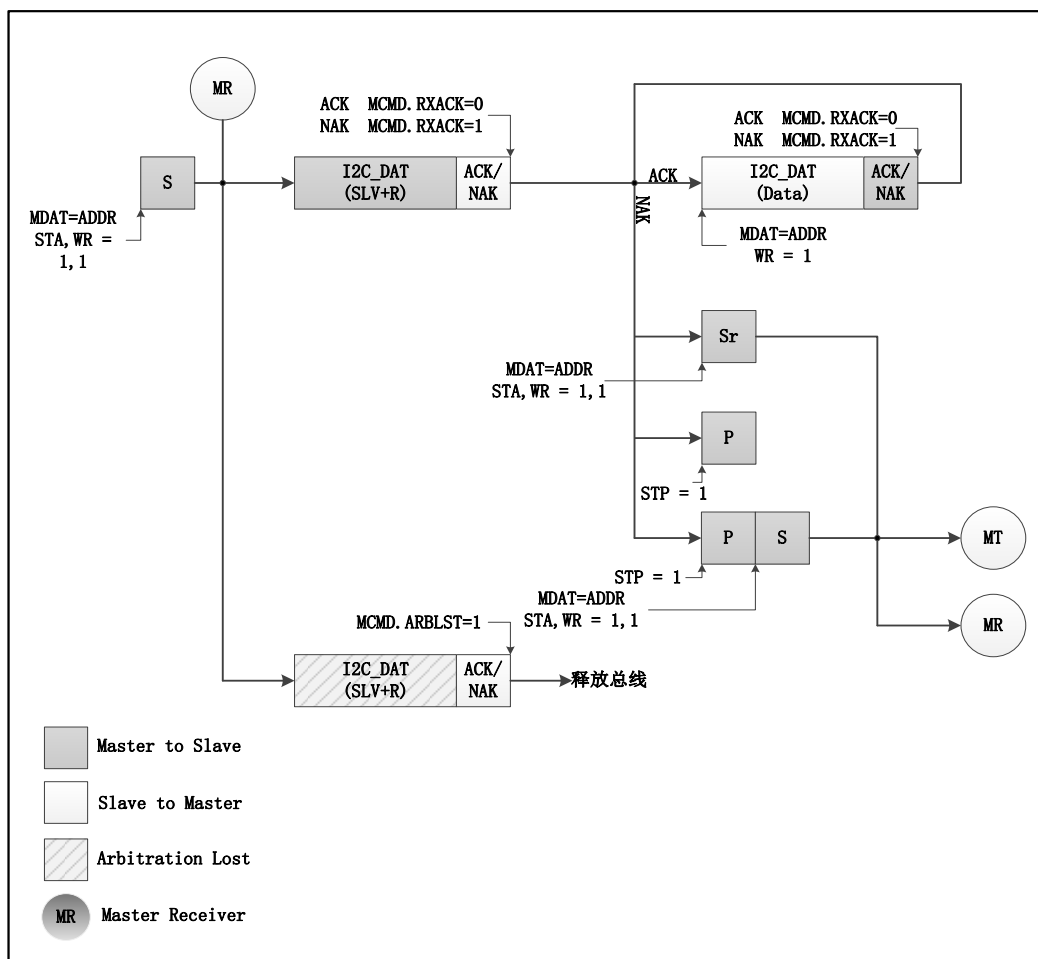 MR
ACK MCMD.RXACK=0
NAK MCMD.RXACK=1
ACK MCMD.RXACK=0
NAK MCMD.RXACK=1
S
I2C_DAT
(SLV+R)
ACK/
NAK
ACK
NAK
I2C_DAT
(Data)
ACK/
NAK
MDAT=ADDR
STA,WR =
1,1
MDAT=ADDR
WR = 1
Sr
MDAT=ADDR
STA,WR = 1,1
P
STP = 1
P
S
MT
STP = 1
MDAT=ADDR
STA,WR = 1,1
MR
MCMD.ARBLST=1
I2C_DAT
(SLV+R)
ACK/
NAK
释放总线
Master to Slave
Slave to Master
Arbitration Lost
MR
Master Receiver